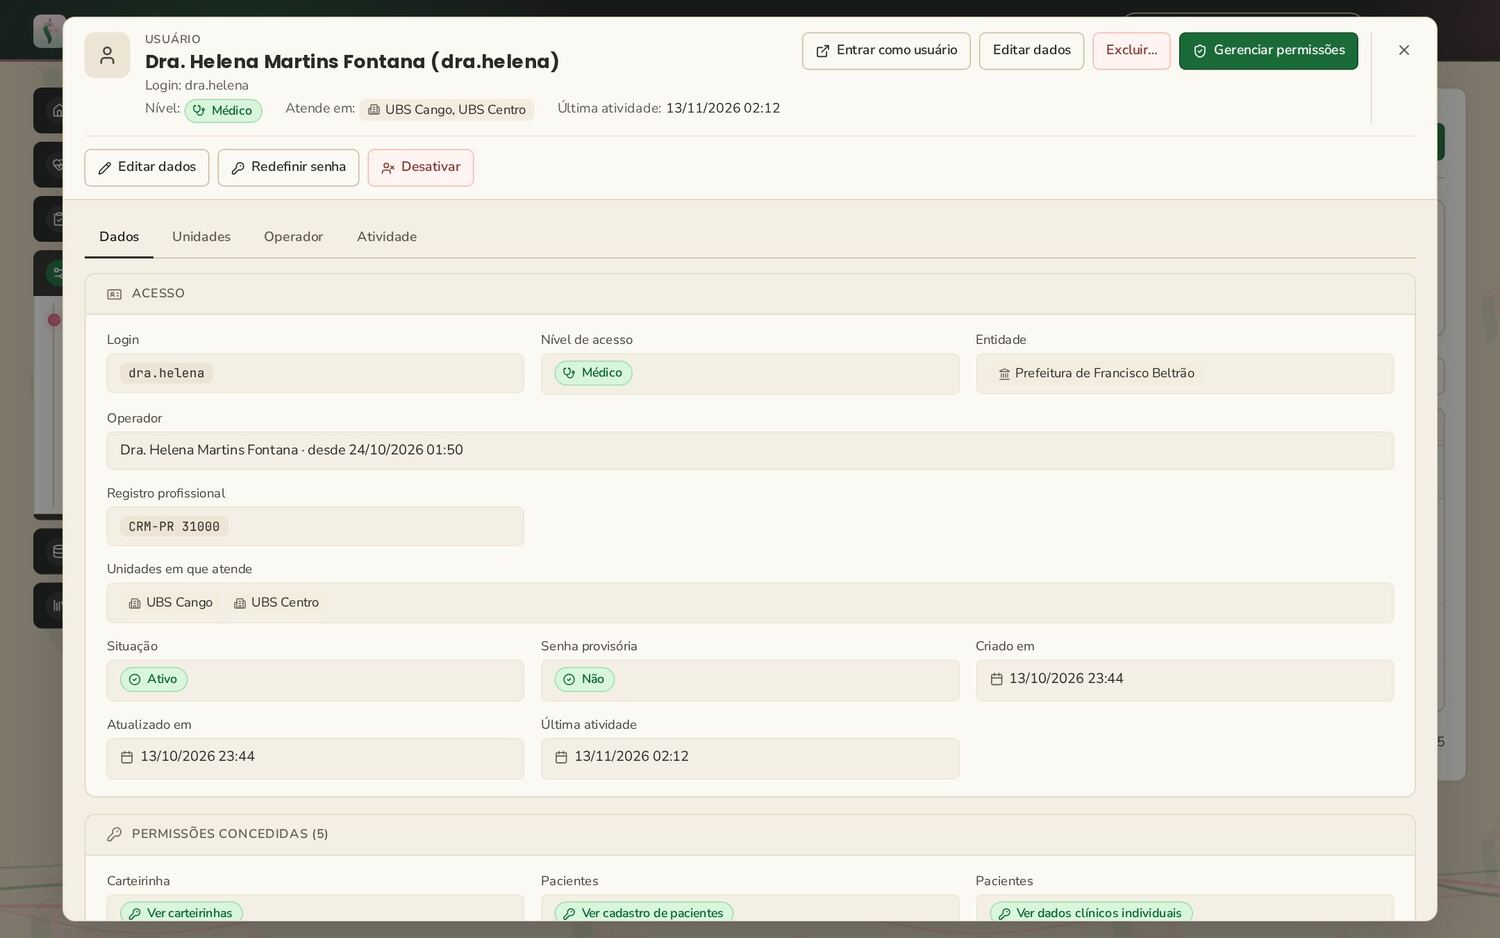 USUÁRIO
Dra. Helena Martins Fontana (dra.helena)
Login: dra.helena
Nível: Médico Atende em: UBS Cango, UBS Centro Última atividade: 13/11/2026 02:12
Entrar como usuário Editar dados Excluir... Gerenciar permissões
Editar dados Redefinir senha Desativar
Dados Unidades Operador Atividade
ACESSO
Login Nível de acesso Entidade
dra.helena Médico Prefeitura de Francisco Beltrão
Operador
Dra. Helena Martins Fontana · desde 24/10/2026 01:50
Registro profissional
CRM-PR 31000
Unidades em que atende
UBS Cango UBS Centro
Situação Senha provisória Criado em
Ativo Não 13/10/2026 23:44
Atualizado em Última atividade
13/10/2026 23:44 13/11/2026 02:12
5
PERMISSÕES CONCEDIDAS (5)
Carteirinha Pacientes Pacientes
Ver carteirinhas Ver cadastro de pacientes Ver dados clínicos individuais